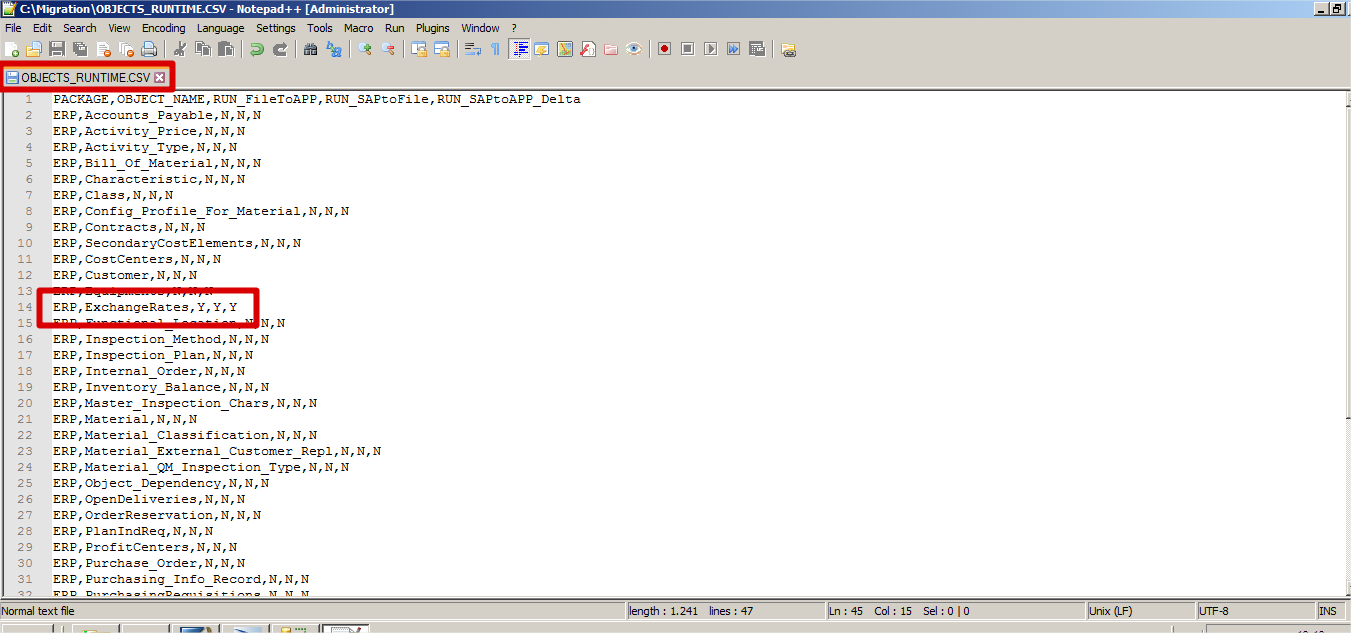 C:\Migration\OBJECTS_RUNTIME.CSV - Notepad++ [Administrator]
File Edit Search View Encoding Language Settings Tools Macro Run Plugins Window ?
OBJECTS_RUNTIME.CSV
1 PACKAGE,OBJECT_NAME,RUN_FileToAPP,RUN_SAPtoFile,RUN_SAPtoAPP_Delta
2 ERP,Accounts_Payable,N,N,N
3 ERP,Activity_Price,N,N,N
4 ERP,Activity_Type,N,N,N
5 ERP,Bill_Of_Material,N,N,N
6 ERP,Characteristic,N,N,N
7 ERP,Class,N,N,N
8 ERP,Config_Profile_For_Material,N,N,N
9 ERP,Contracts,N,N,N
10 ERP,SecondaryCostElements,N,N,N
11 ERP,CostCenters,N,N,N
12 ERP,Customer,N,N,N
13 ERP,Equipments,N,N,N
14 ERP,ExchangeRates,Y,Y,Y
15 ERP,Functional_Location,N,N,N
16 ERP,Inspection_Method,N,N,N
17 ERP,Inspection_Plan,N,N,N
18 ERP,Internal_Order,N,N,N
19 ERP,Inventory_Balance,N,N,N
20 ERP,Master_Inspection_Chars,N,N,N
21 ERP,Material,N,N,N
22 ERP,Material_Classification,N,N,N
23 ERP,Material_External_Customer_Repl,N,N,N
24 ERP,Material_QM_Inspection_Type,N,N,N
25 ERP,Object_Dependency,N,N,N
26 ERP,OpenDeliveries,N,N,N
27 ERP,OrderReservation,N,N,N
28 ERP,PlanIndReq,N,N,N
29 ERP,ProfitCenters,N,N,N
30 ERP,Purchase_Order,N,N,N
31 ERP,Purchasing_Info_Record,N,N,N
32 ERP,PurchasingRequisitions,N,N,N
Normal text file length : 1.241 lines : 47 Ln : 45 Col : 15 Sel : 0 | 0 Unix (LF) UTF-8 INS